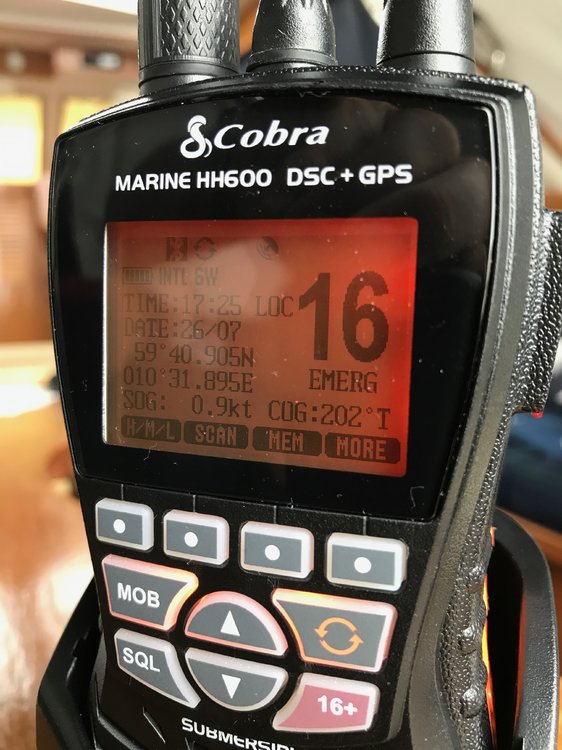 Cobra
MARINE HH600 DSC + GPS
INTL 6W
TIME:17:25 LOC
16
DATE:26/07
59°40.905N
010°31.895E
EMERG
SOG: 0.9kt COG:202°T
H/M/L SCAN MEM MORE
MOB
SQL
16+